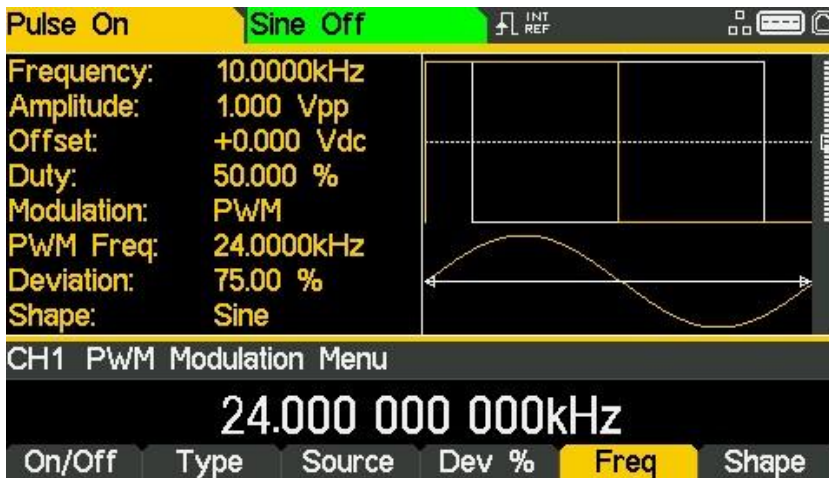 Pulse On Sine Off INT REF
Frequency: 10.0000kHz
Amplitude: 1.000 Vpp
Offset: +0.000 Vdc
Duty: 50.000 %
Modulation: PWM
PWM Freq: 24.0000kHz
Deviation: 75.00 %
Shape: Sine
CH1 PWM Modulation Menu
24.000 000 000kHz
On/Off Type Source Dev % Freq Shape